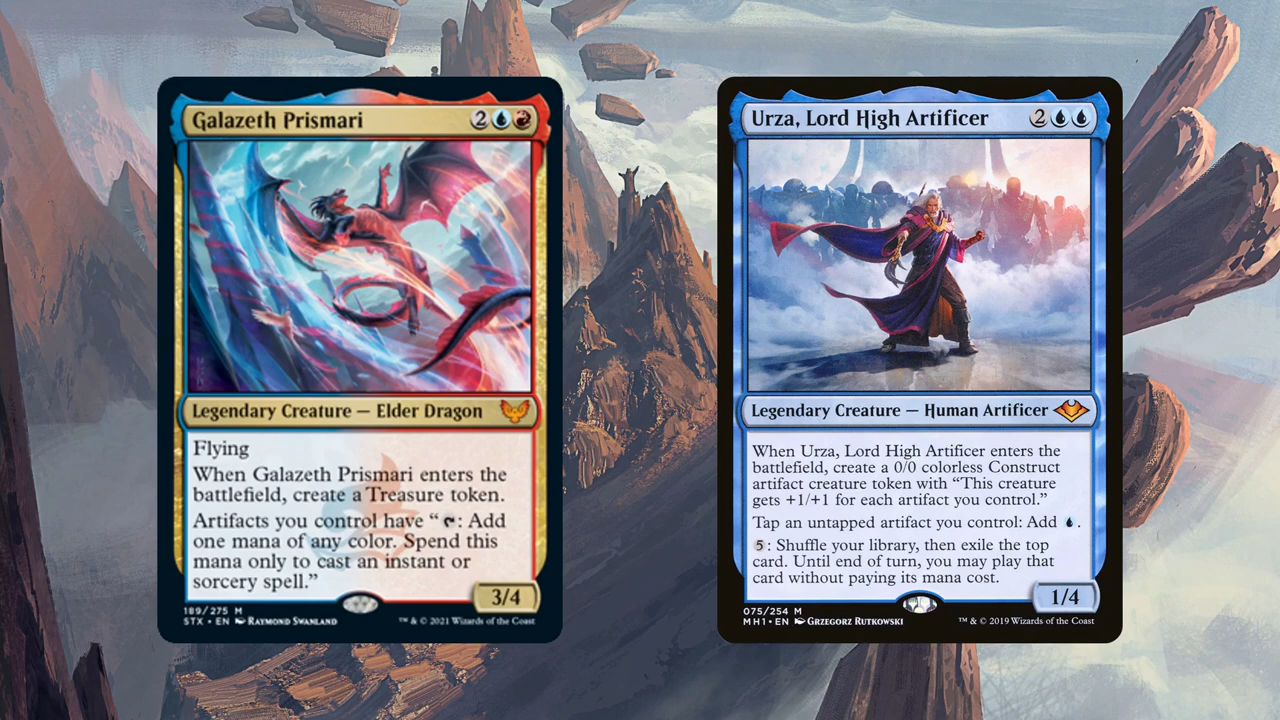 Galazeth Prismari 2
Legendary Creature — Elder Dragon
Flying
When Galazeth Prismari enters the
battlefield, create a Treasure token.
Artifacts you control have “ : Add
one mana of any color. Spend this
mana only to cast an instant or
sorcery spell.”
3/4
189/275 M
STX • EN RAYMOND SWANLAND
™ & © 2021 Wizards of the Coast
Urza, Lord High Artificer 2
Legendary Creature — Human Artificer
When Urza, Lord High Artificer enters the
battlefield, create a 0/0 colorless Construct
artifact creature token with “This creature
gets +1/+1 for each artifact you control.”
Tap an untapped artifact you control: Add .
5: Shuffle your library, then exile the top
card. Until end of turn, you may play that
card without paying its mana cost.
1/4
075/254 M
MH1 • EN GRZEGORZ RUTKOWSKI
™ & © 2019 Wizards of the Coast